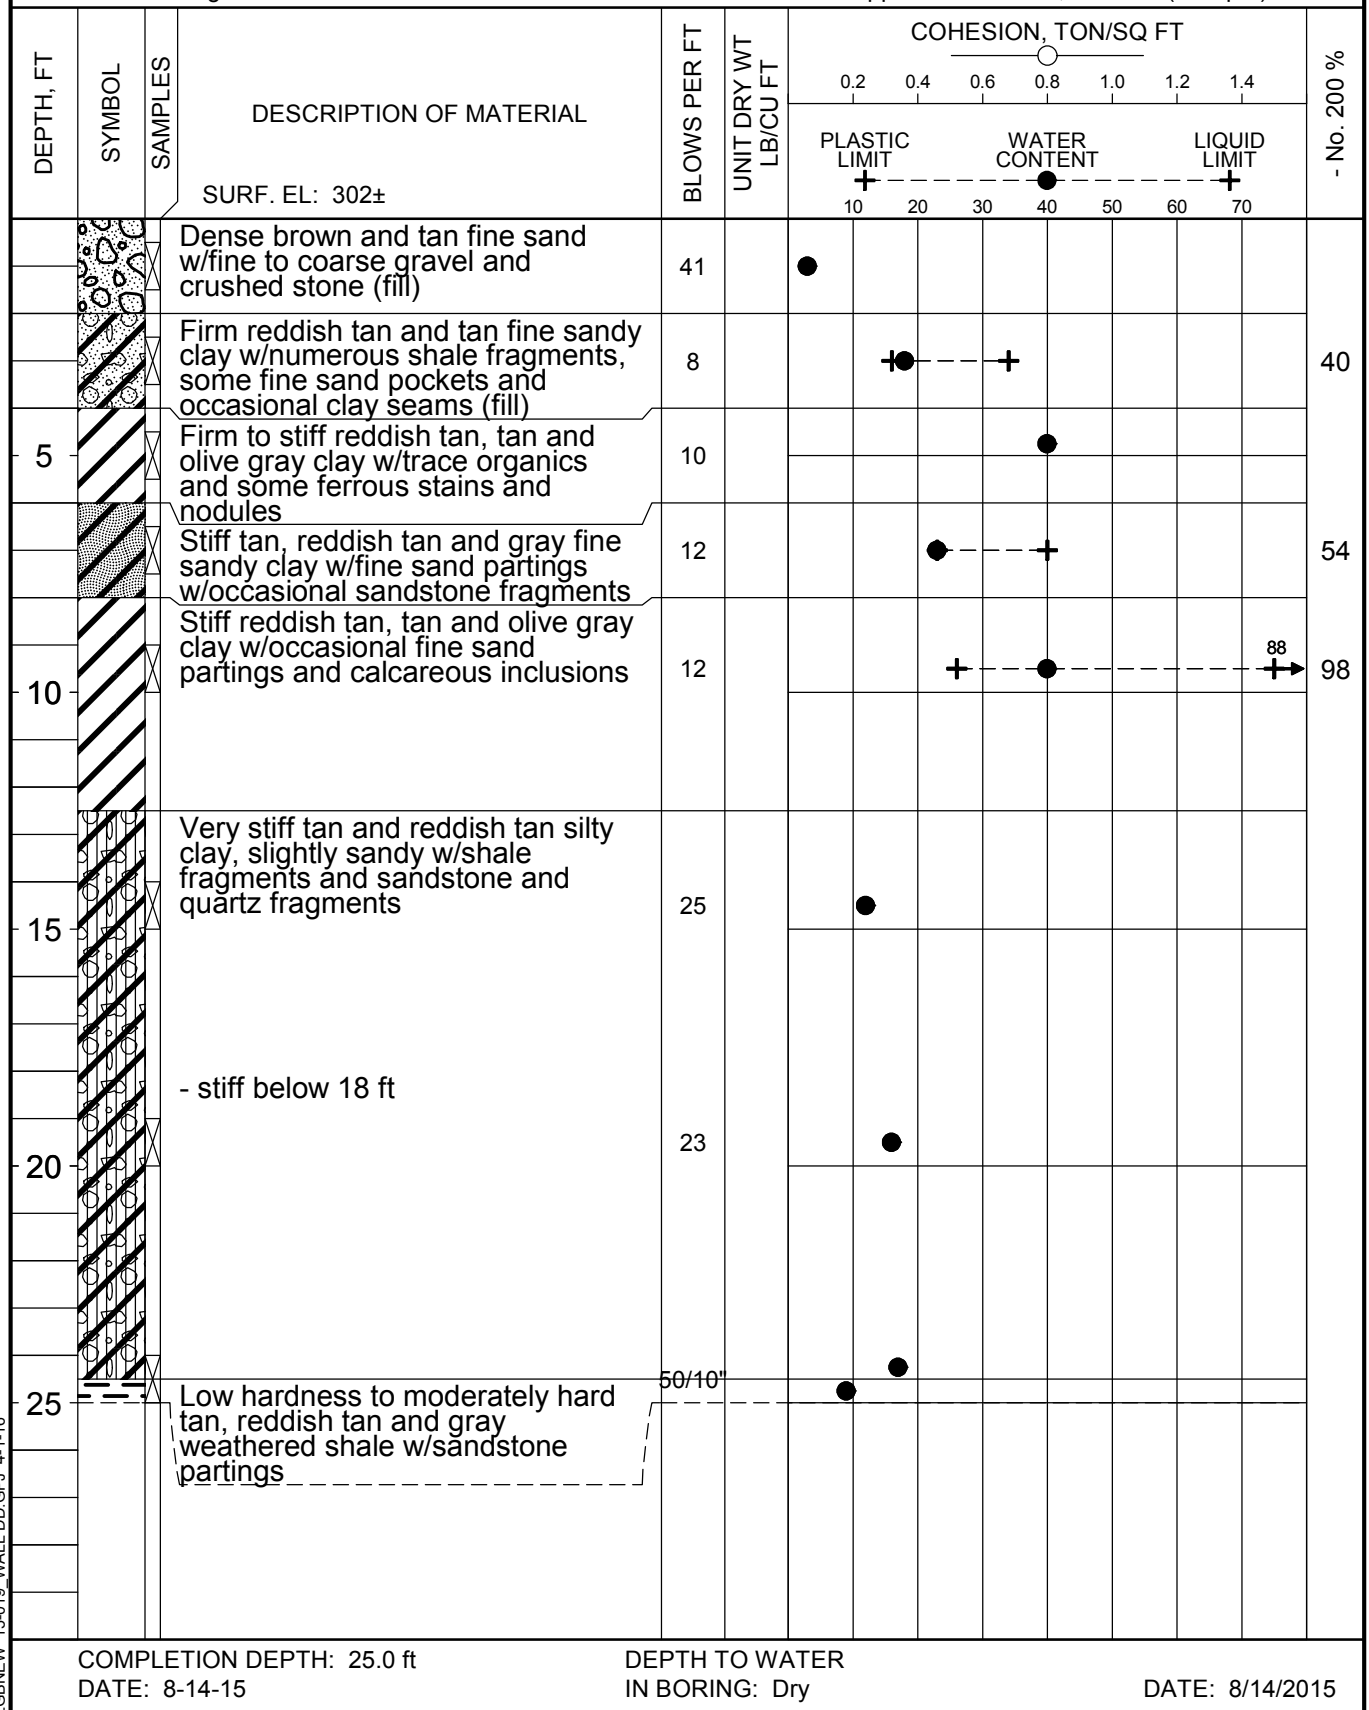 COHESION, TON/SQ FT
0.2 0.4 0.6 0.8 1.0 1.2 1.4
DEPTH, FT
SYMBOL
SAMPLES
DESCRIPTION OF MATERIAL
SURF. EL: 302±
BLOWS PER FT
UNIT DRY WT
LB/CU FT
PLASTIC LIMIT
WATER CONTENT
LIQUID LIMIT
10 20 30 40 50 60 70
- No. 200 %
Dense brown and tan fine sand
w/fine to coarse gravel and
crushed stone (fill)
41
Firm reddish tan and tan fine sandy
clay w/numerous shale fragments,
some fine sand pockets and
occasional clay seams (fill)
8
40
5
Firm to stiff reddish tan, tan and
olive gray clay w/trace organics
and some ferrous stains and
nodules
10
Stiff tan, reddish tan and gray fine
sandy clay w/fine sand partings
w/occasional sandstone fragments
12
54
Stiff reddish tan, tan and olive gray
clay w/occasional fine sand
partings and calcareous inclusions
12
88
98
10
Very stiff tan and reddish tan silty
clay, slightly sandy w/shale
fragments and sandstone and
quartz fragments
25
15
- stiff below 18 ft
23
20
50/10"
25
Low hardness to moderately hard
tan, reddish tan and gray
weathered shale w/sandstone
partings
COMPLETION DEPTH: 25.0 ft
DATE: 8-14-15
DEPTH TO WATER
IN BORING: Dry
DATE: 8/14/2015